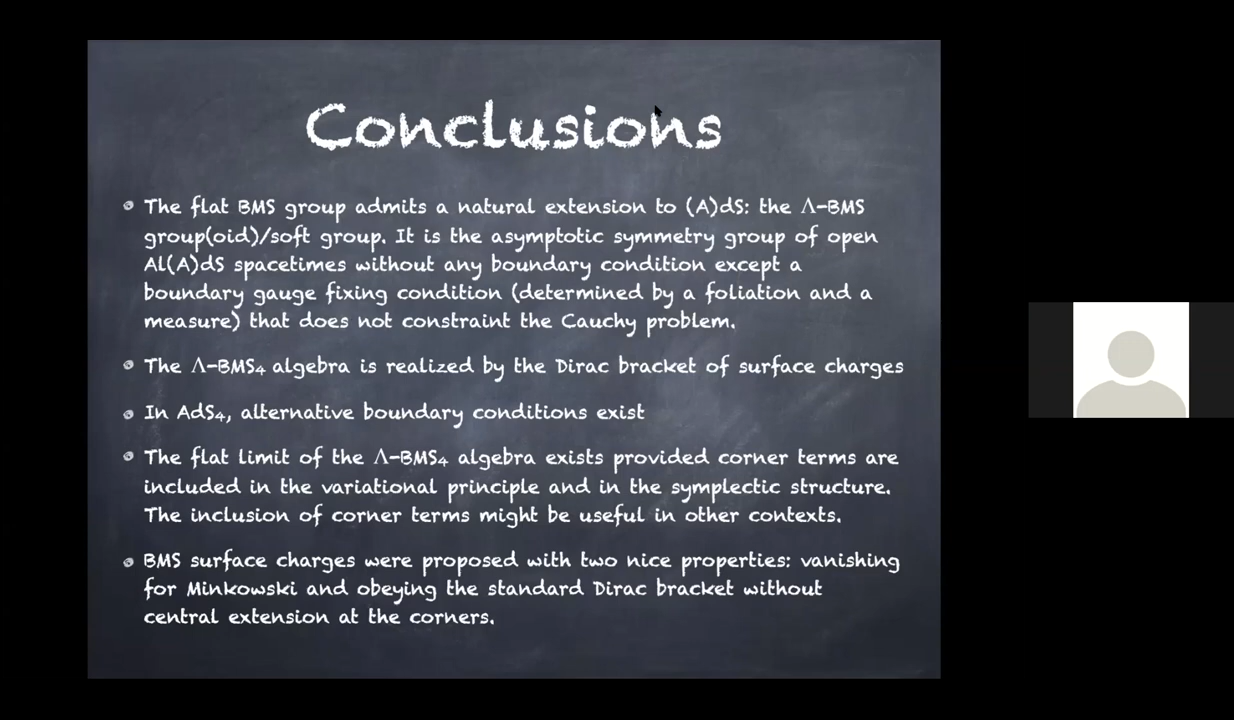 Conclusions
The flat BMS group admits a natural extension to (A)dS: the Λ-BMS
group(oid)/soft group. It is the asymptotic symmetry group of open
Al(A)dS spacetimes without any boundary condition except a
boundary gauge fixing condition (determined by a foliation and a
measure) that does not constraint the Cauchy problem.
The Λ-BMS₄ algebra is realized by the Dirac bracket of surface charges
In AdS₄, alternative boundary conditions exist
The flat limit of the Λ-BMS₄ algebra exists provided corner terms are
included in the variational principle and in the symplectic structure.
The inclusion of corner terms might be useful in other contexts.
BMS surface charges were proposed with two nice properties: vanishing
for Minkowski and obeying the standard Dirac bracket without
central extension at the corners.